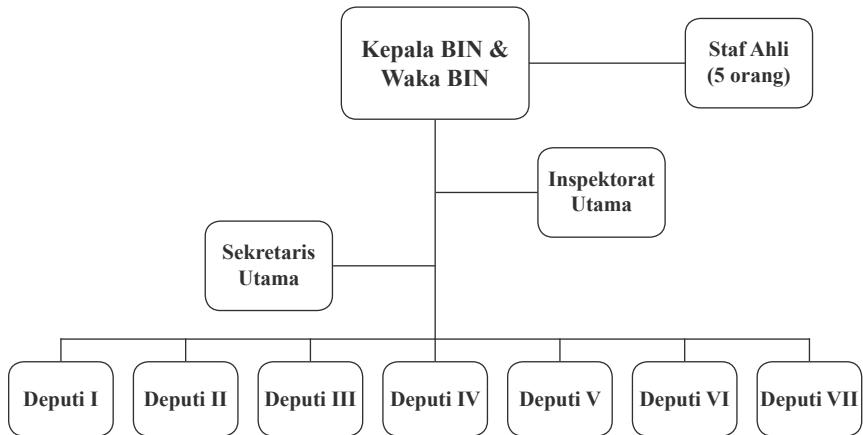 Kepala BIN &
Waka BIN
Staf Ahli
(5 orang)
Inspektorat
Utama
Sekretaris
Utama
Deputi I
Deputi II
Deputi III
Deputi IV
Deputi V
Deputi VI
Deputi VII